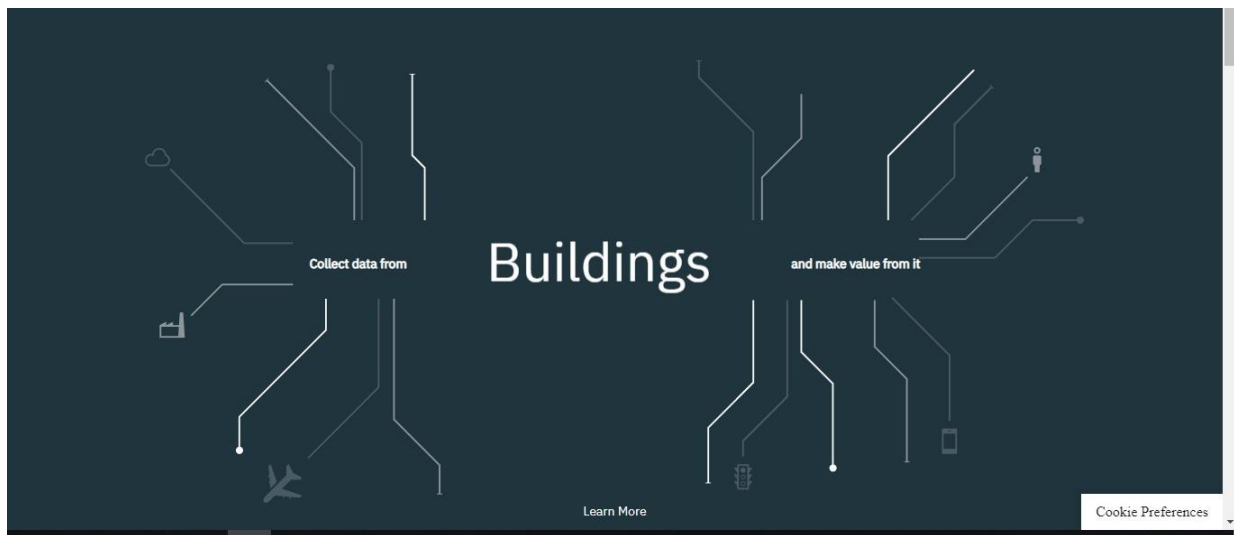 Collect data from Buildings and make value from it
Learn More
Cookie Preferences